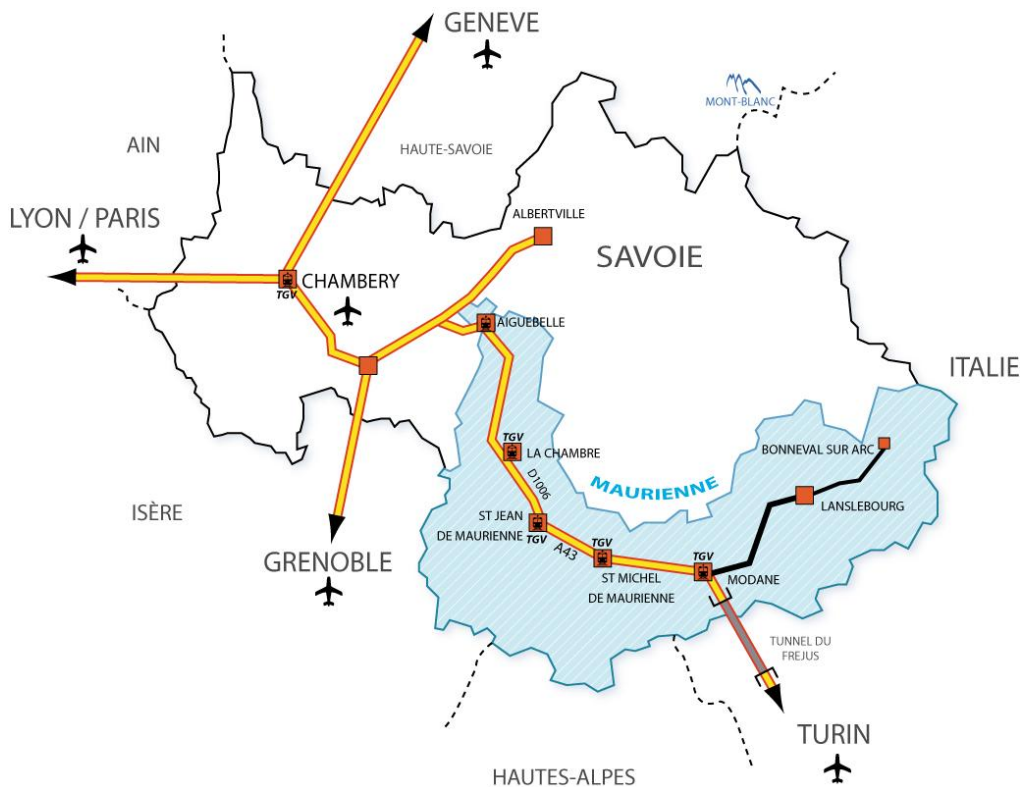 GENEVE
MONT-BLANC
AIN
HAUTE-SAVOIE
LYON / PARIS
ALBERTVILLE
SAVOIE
CHAMBERY
TGV
AIGUEBELLE
ITALIE
TGV
LA CHAMBRE
BONNEVAL SUR ARC
MAURIENNE
D1006
LANSLEBOURG
ISÈRE
ST JEAN
DE MAURIENNE
TGV
A43
TGV
TGV
GRENOBLE
ST MICHEL
DE MAURIENNE
MODANE
TUNNEL DU
FREJUS
TURIN
HAUTES-ALPES